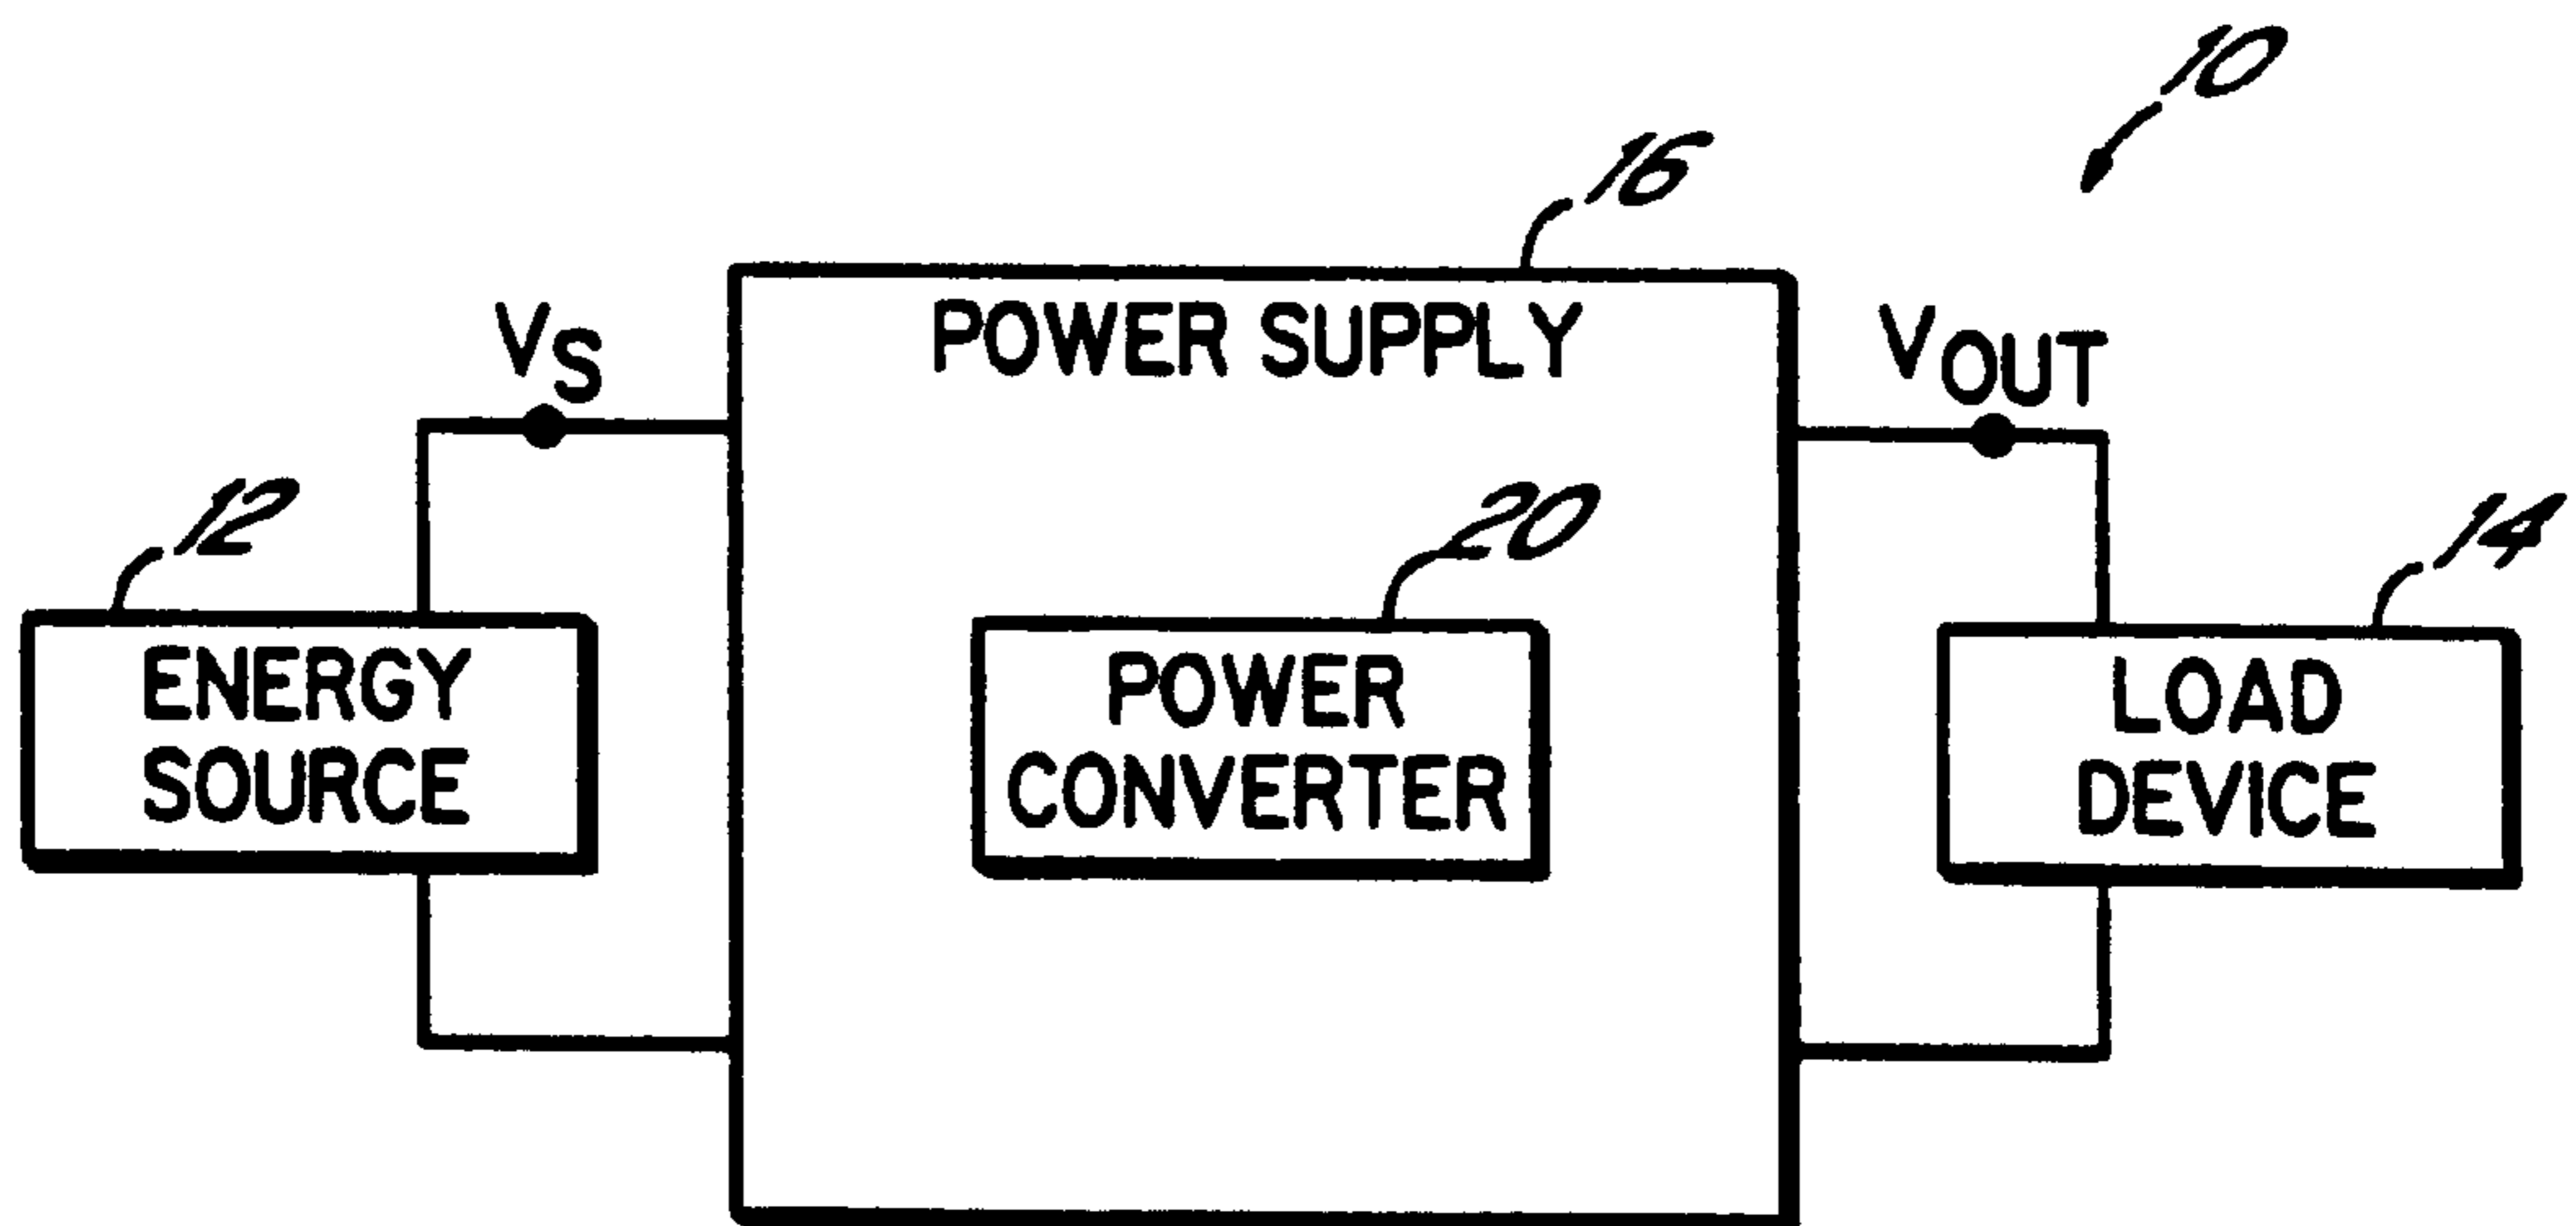 10
16
POWER SUPPLY
VS
VOUT
12
20
14
ENERGY
SOURCE
POWER
CONVERTER
LOAD
DEVICE